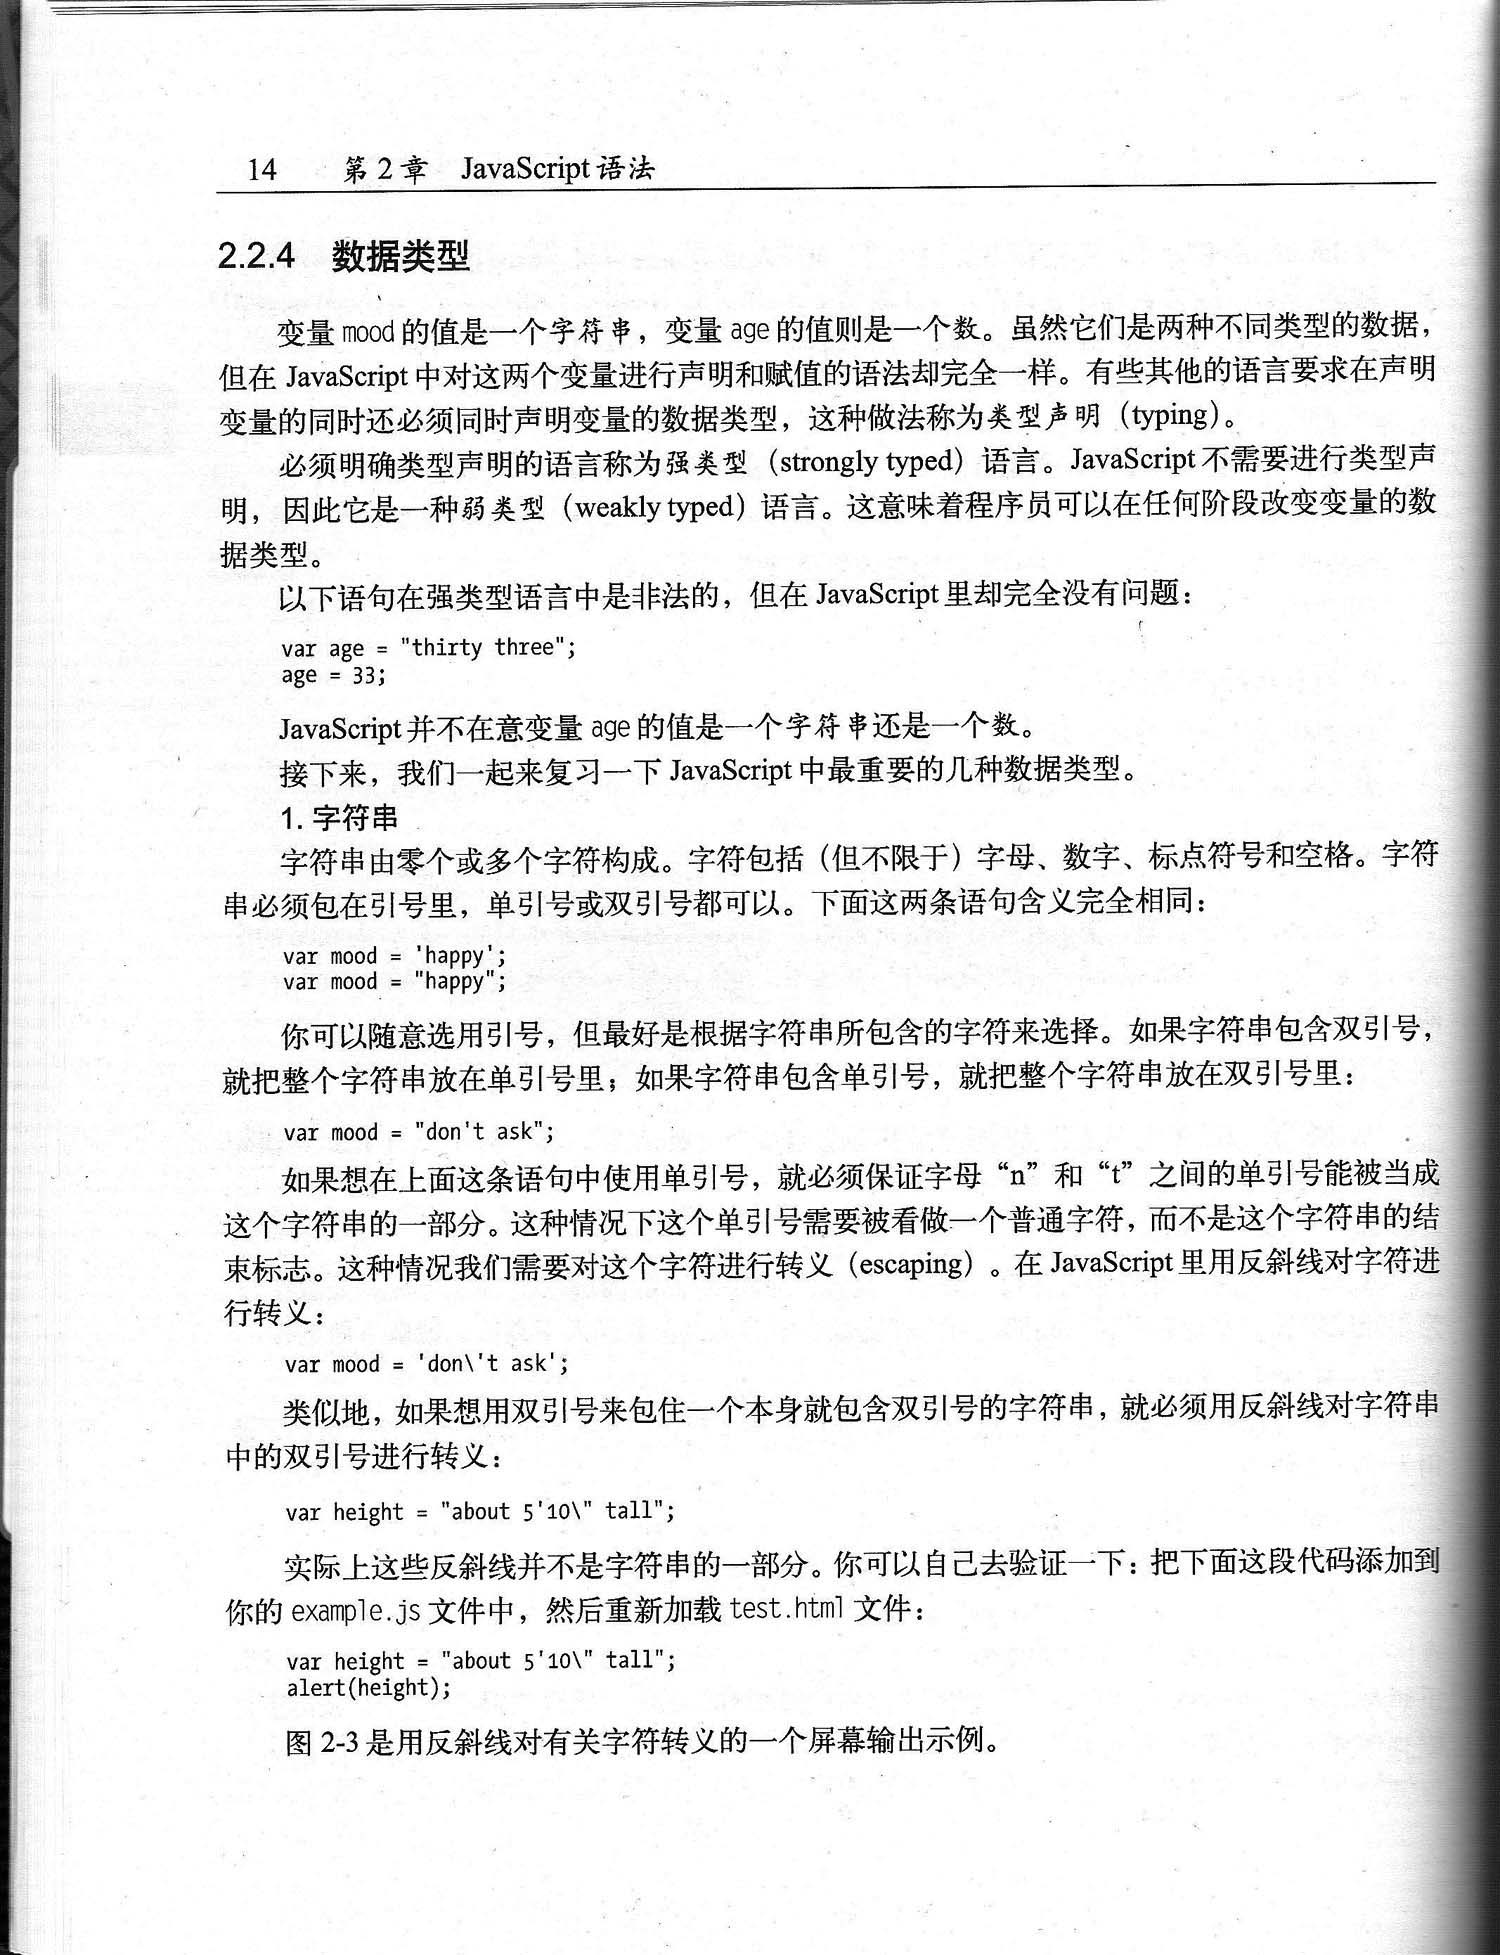 14 第2章 JavaScript语法
2.2.4 数据类型
变量 mood 的值是一个字符串，变量 age 的值则是一个数。虽然它们是两种不同类型的数据，
但在 JavaScript 中对这两个变量进行声明和赋值的语法却完全一样。有些其他的语言要求在声明
变量的同时还必须同时声明变量的数据类型，这种做法称为类型声明（typing）。
必须明确类型声明的语言称为强类型（strongly typed）语言。JavaScript 不需要进行类型声
明，因此它是一种弱类型（weakly typed）语言。这意味着程序员可以在任何阶段改变变量的数
据类型。
以下语句在强类型语言中是非法的，但在 JavaScript 里却完全没有问题：
var age = "thirty three";
age = 33;
JavaScript 并不在意变量 age 的值是一个字符串还是一个数。
接下来，我们一起来复习一下 JavaScript 中最重要的几种数据类型。
1. 字符串
字符串由零个或多个字符构成。字符包括（但不限于）字母、数字、标点符号和空格。字符
串必须包在引号里，单引号或双引号都可以。下面这两条语句含义完全相同：
var mood = 'happy';
var mood = "happy";
你可以随意选用引号，但最好是根据字符串所包含的字符来选择。如果字符串包含双引号，
就把整个字符串放在单引号里；如果字符串包含单引号，就把整个字符串放在双引号里：
var mood = "don't ask";
如果想在上面这条语句中使用单引号，就必须保证字母“n”和“t”之间的单引号能被当成
这个字符串的一部分。这种情况下这个单引号需要被看做一个普通字符，而不是这个字符串的结
束标志。这种情况我们需要对这个字符进行转义（escaping）。在 JavaScript 里用反斜线对字符进
行转义：
var mood = 'don\'t ask';
类似地，如果想用双引号来包住一个本身就包含双引号的字符串，就必须用反斜线对字符串
中的双引号进行转义：
var height = "about 5'10\" tall";
实际上这些反斜线并不是字符串的一部分。你可以自己去验证一下：把下面这段代码添加到
你的 example.js 文件中，然后重新加载 test.html 文件：
var height = "about 5'10\" tall";
alert(height);
图 2-3 是用反斜线对有关字符转义的一个屏幕输出示例。